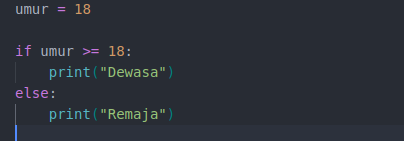 umur = 18

if umur >= 18:
    print("Dewasa")
else:
    print("Remaja")